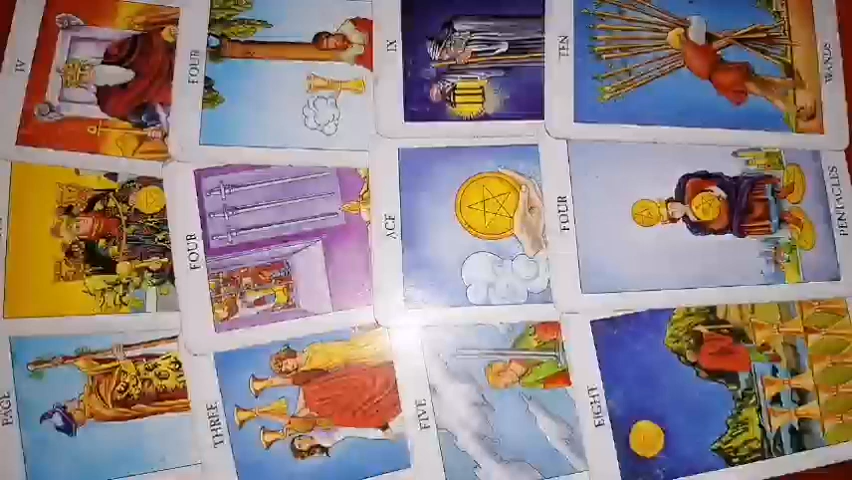 IV
FOUR
IX
TEN
WANDS
FOUR
ACE
FOUR
PENTACLES
PAGE
THREE
FIVE
EIGHT